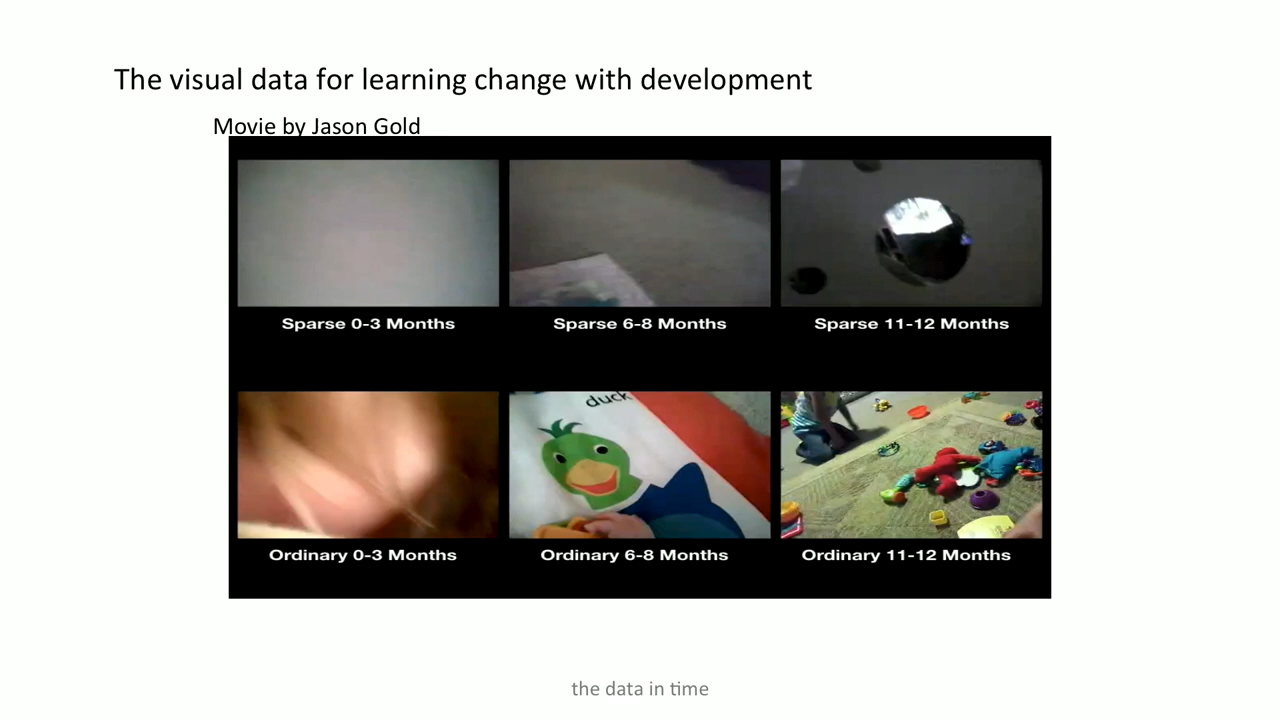 The visual data for learning change with development
Movie by Jason Gold
Sparse 0-3 Months
Sparse 6-8 Months
Sparse 11-12 Months
duck
Ordinary 0-3 Months
Ordinary 6-8 Months
Ordinary 11-12 Months
the data in time